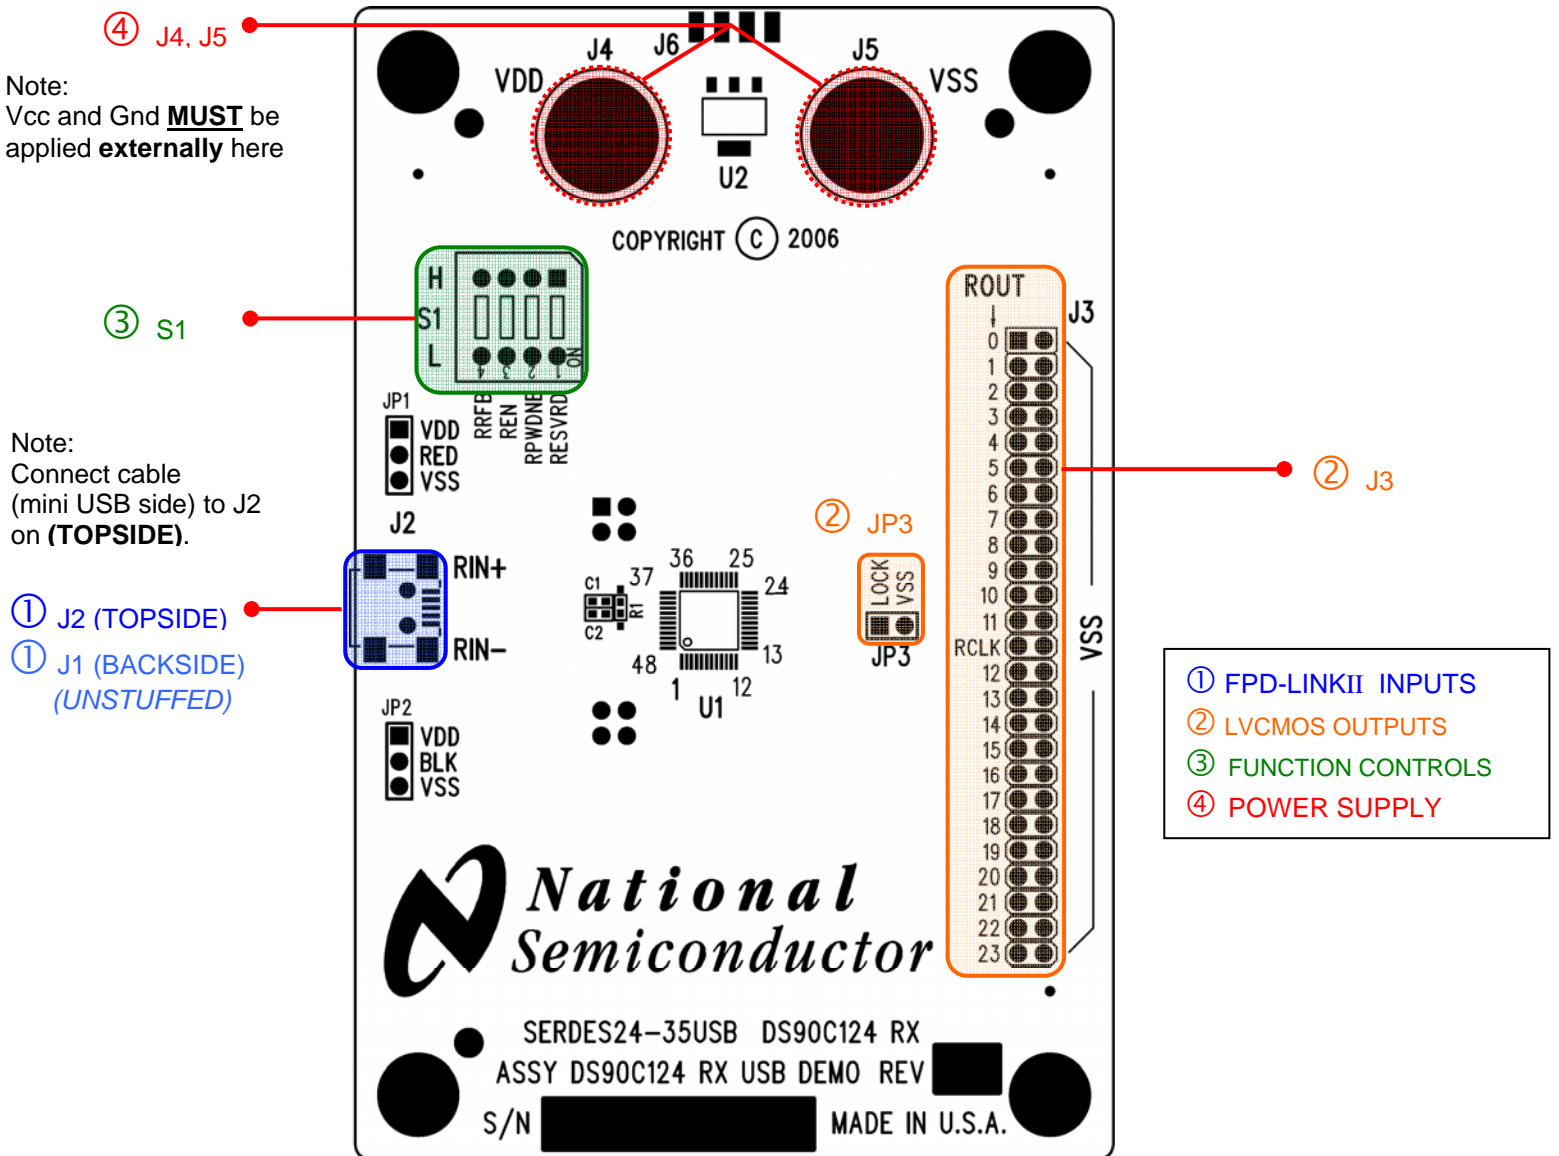 ④ J4, J5
Note:
Vcc and Gnd MUST be
applied externally here
J6
J4
J5
VDD
VSS
U2
COPYRIGHT (C) 2006
③ S1
H
S1
L
4
3
2
1
ON
RRFB
REN
RPWDNB
RESVRD
JP1
VDD
RED
VSS
Note:
Connect cable
(mini USB side) to J2
on (TOPSIDE).
J2
RIN+
RIN-
① J2 (TOPSIDE)
① J1 (BACKSIDE)
(UNSTUFFED)
JP2
VDD
BLK
VSS
C1
C2
R1
36
25
37
24
48
13
1
12
U1
② JP3
LOCK
VSS
JP3
ROUT
J3
0
1
2
3
4
5
6
7
8
9
10
11
RCLK
12
13
14
15
16
17
18
19
20
21
22
23
VSS
② J3
① FPD-LINKII INPUTS
② LVCMOS OUTPUTS
③ FUNCTION CONTROLS
④ POWER SUPPLY
National
Semiconductor
SERDES24-35USB DS90C124 RX
ASSY DS90C124 RX USB DEMO REV
S/N
MADE IN U.S.A.